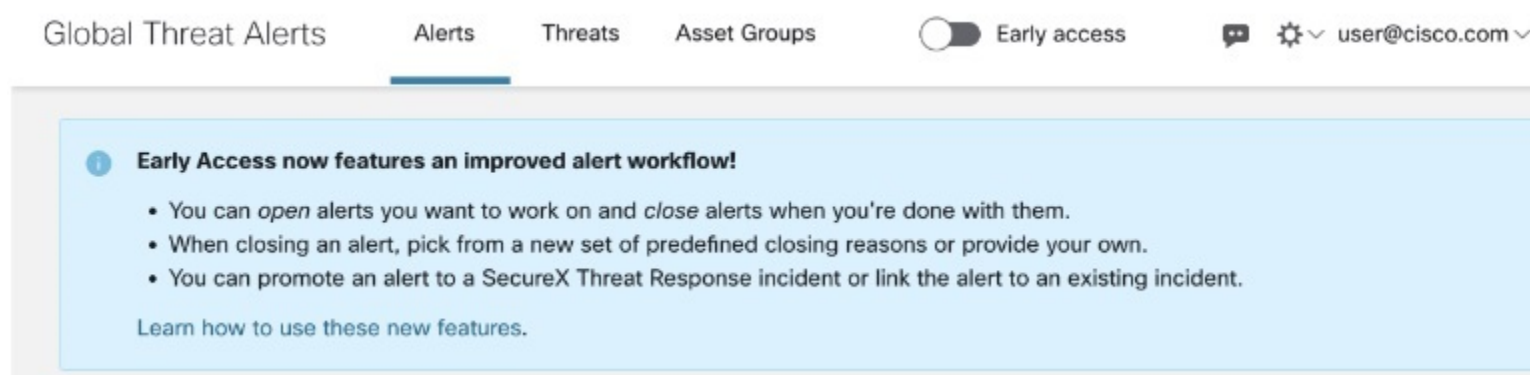 Global Threat Alerts Alerts Threats Asset Groups Early access user@cisco.com
Early Access now features an improved alert workflow!
• You can open alerts you want to work on and close alerts when you're done with them.
• When closing an alert, pick from a new set of predefined closing reasons or provide your own.
• You can promote an alert to a SecureX Threat Response incident or link the alert to an existing incident.
Learn how to use these new features.